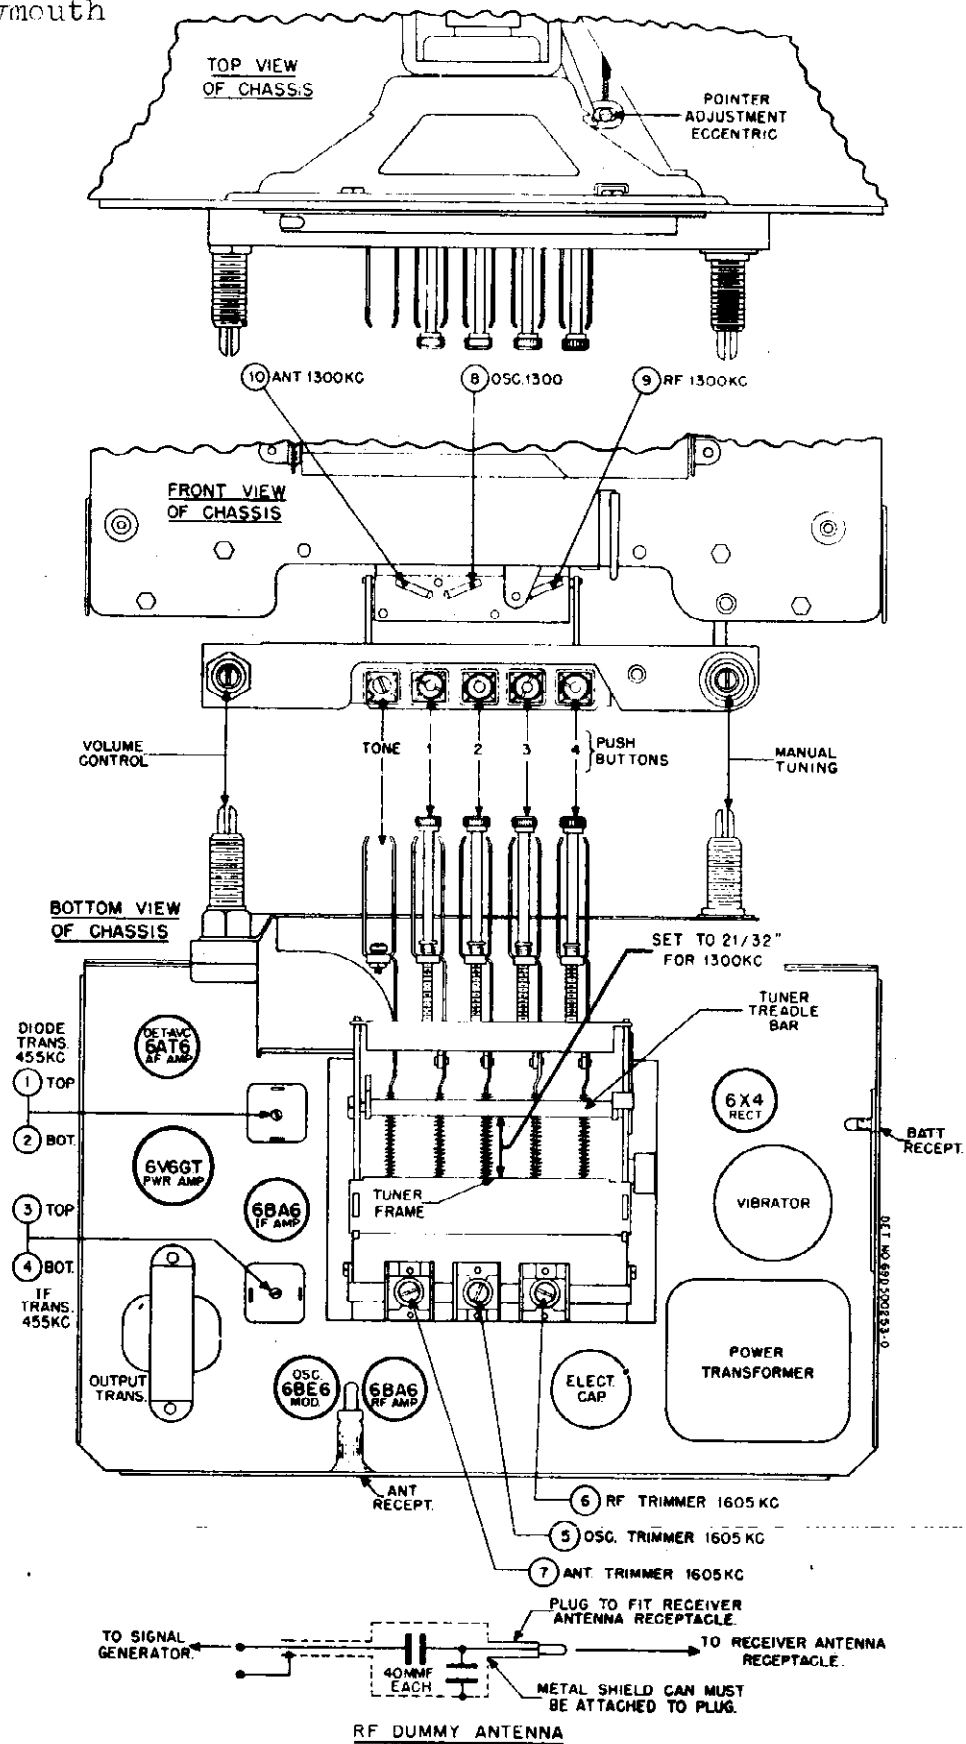 ymouth
TOP VIEW
OF CHASSIS
POINTER
ADJUSTMENT
ECCENTRIC
10 ANT 1300KC
8 OSC. 1300
9 RF 1300KC
FRONT VIEW
OF CHASSIS
VOLUME
CONTROL
TONE
1
2
3
4
PUSH
BUTTONS
MANUAL
TUNING
BOTTOM VIEW
OF CHASSIS
SET TO 21/32"
FOR 1300KC
TUNER
TREADLE
BAR
DIODE
TRANS.
455KC
1 TOP
2 BOT.
DET-AVC
6AT6
AF AMP
6X4
RECT
BATT
RECEPT.
6V6GT
PWR AMP
6BA6
IF AMP
TUNER
FRAME
VIBRATOR
3 TOP
4 BOT.
IF
TRANS.
455KC
OUTPUT
TRANS.
OSC.
6BE6
MOD.
6BA6
RF AMP
ELECT.
CAP.
POWER
TRANSFORMER
ANT
RECEPT.
6 RF TRIMMER 1605 KC
5 OSC. TRIMMER 1605 KC
7 ANT. TRIMMER 1605KC
PLUG TO FIT RECEIVER
ANTENNA RECEPTACLE.
TO SIGNAL
GENERATOR.
TO RECEIVER ANTENNA
RECEPTACLE.
40MMF
EACH
METAL SHIELD CAN MUST
BE ATTACHED TO PLUG.
RF DUMMY ANTENNA